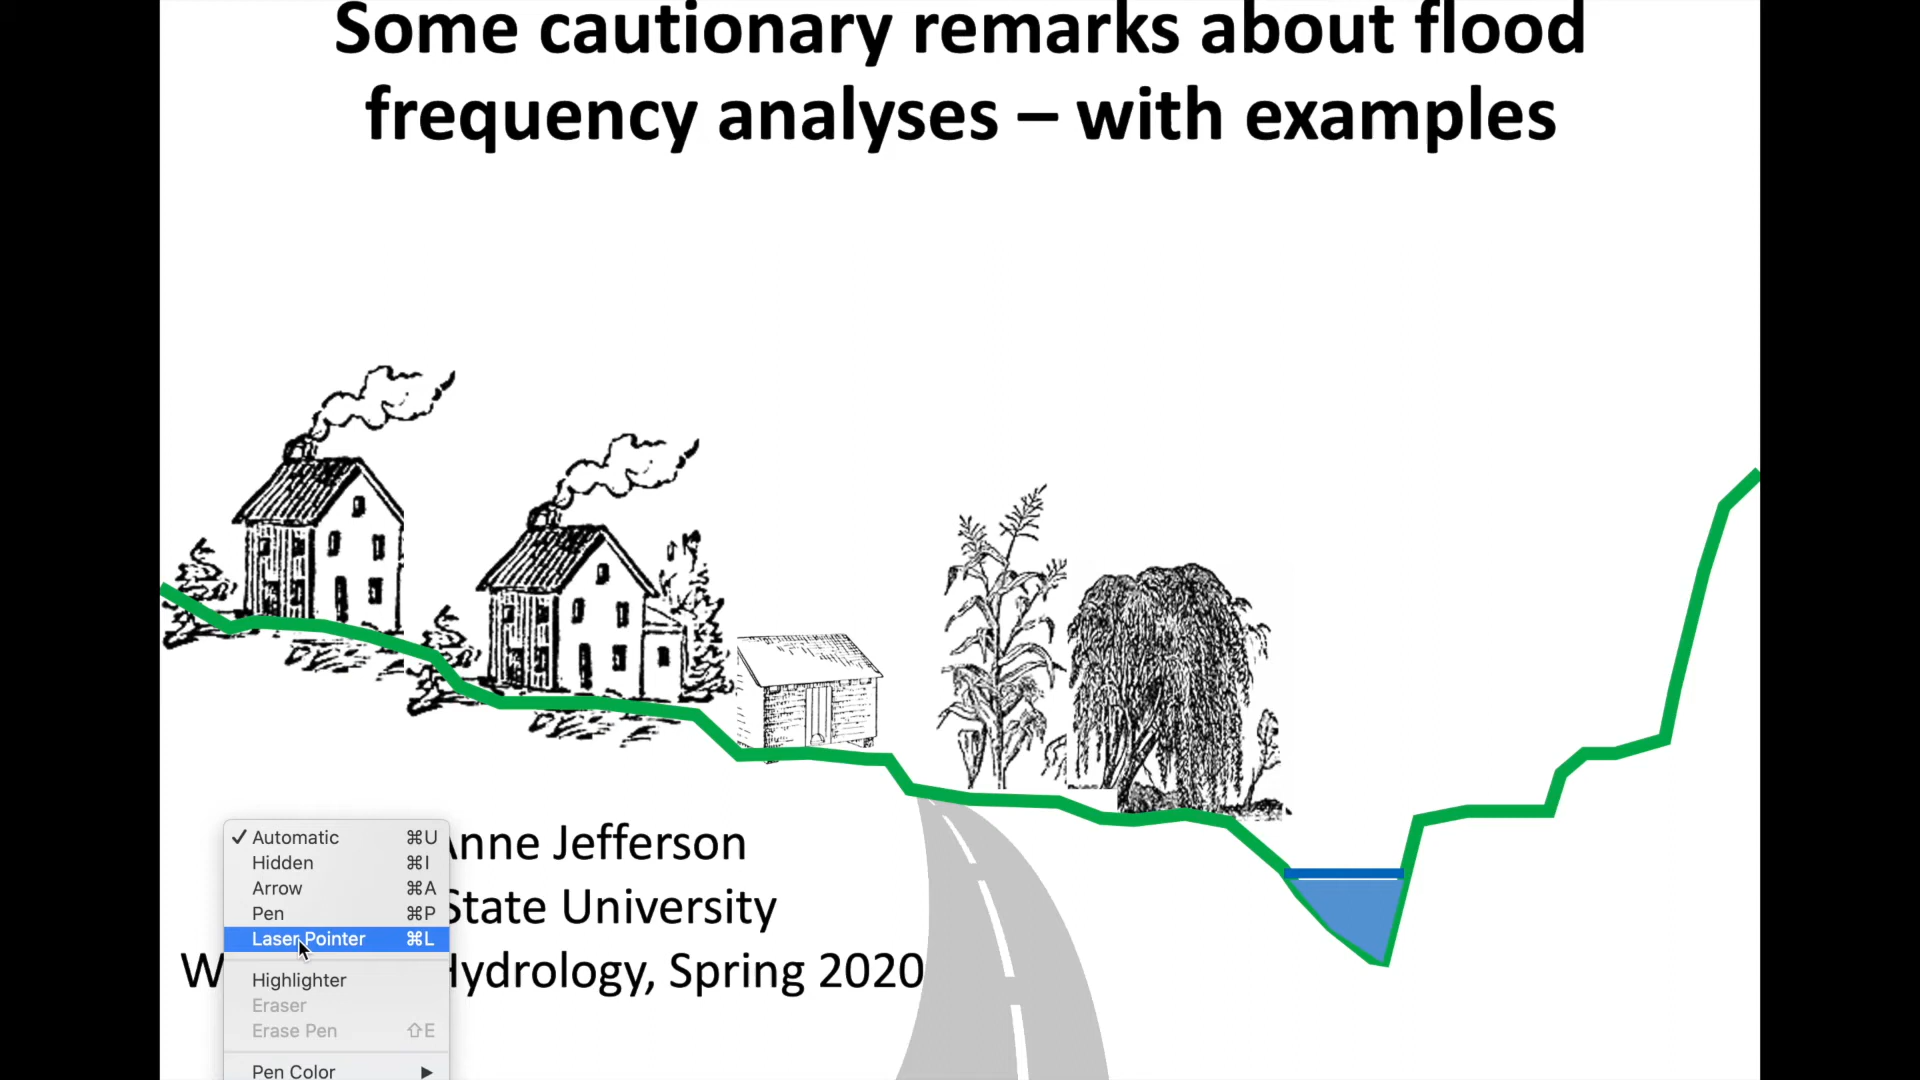 Some cautionary remarks about flood
frequency analyses – with examples
Anne Jefferson
State University
Hydrology, Spring 2020
✓ Automatic ⌘U
Hidden ⌘I
Arrow ⌘A
Pen ⌘P
Laser Pointer ⌘L
Highlighter
Eraser
Erase Pen ⇧E
Pen Color ▶